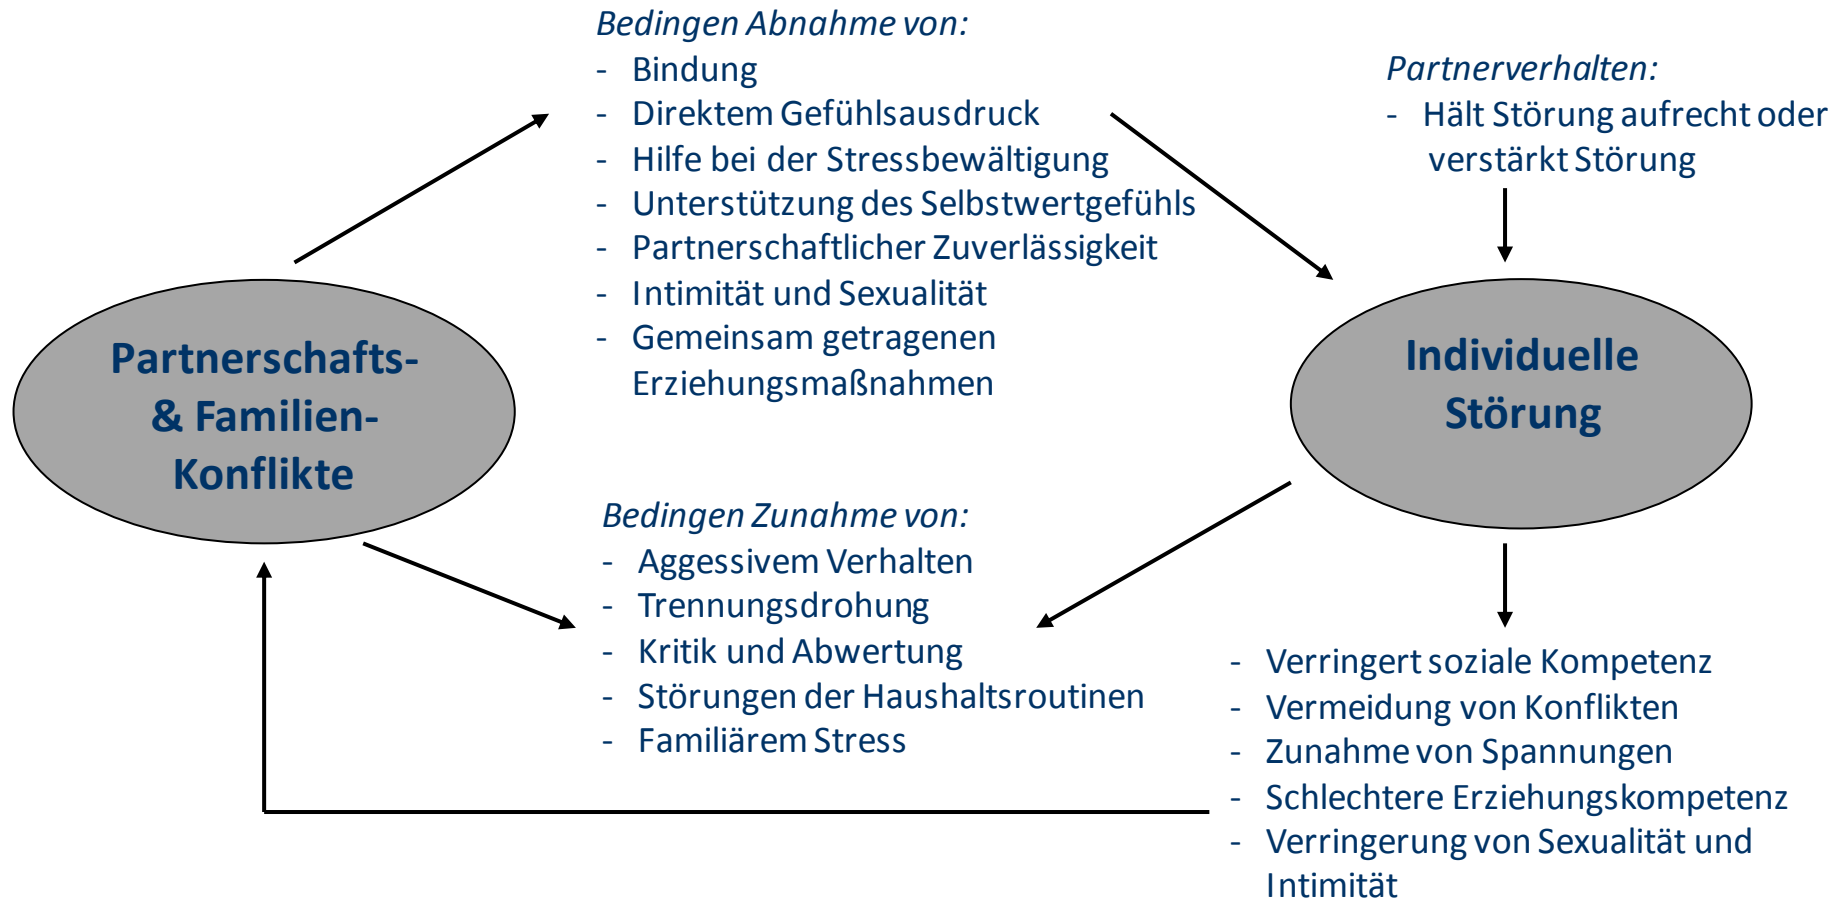 Bedingen Abnahme von:
- Bindung
- Direktem Gefühlsausdruck
- Hilfe bei der Stressbewältigung
- Unterstützung des Selbstwertgefühls
- Partnerschaftlicher Zuverlässigkeit
- Intimität und Sexualität
- Gemeinsam getragenen
Erziehungsmaßnahmen
Partnerverhalten:
- Hält Störung aufrecht oder
verstärkt Störung
Partnerschafts-
& Familien-
Konflikte
Individuelle
Störung
Bedingen Zunahme von:
- Aggessivem Verhalten
- Trennungsdrohung
- Kritik und Abwertung
- Störungen der Haushaltsroutinen
- Familiärem Stress
- Verringert soziale Kompetenz
- Vermeidung von Konflikten
- Zunahme von Spannungen
- Schlechtere Erziehungskompetenz
- Verringerung von Sexualität und
Intimität